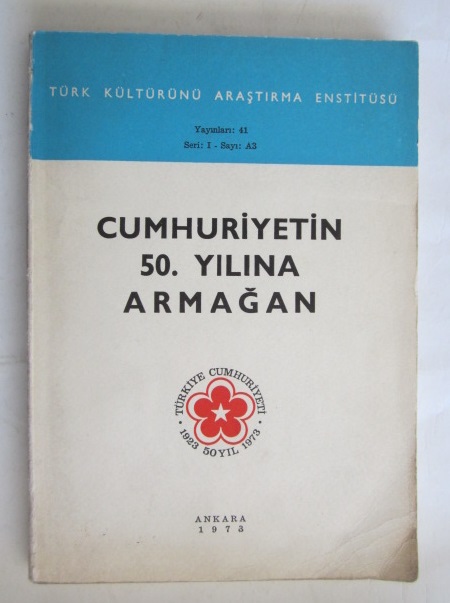 TÜRK KÜLTÜRÜNÜ ARAŞTIRMA ENSTİTÜSÜ
Yayınları: 41
Seri: I - Sayı: A3
CUMHURİYETİN
50. YILINA
ARMAĞAN
TÜRKİYE CUMHURİYETİ
• 1923 50 YIL 1973 •
ANKARA
1973